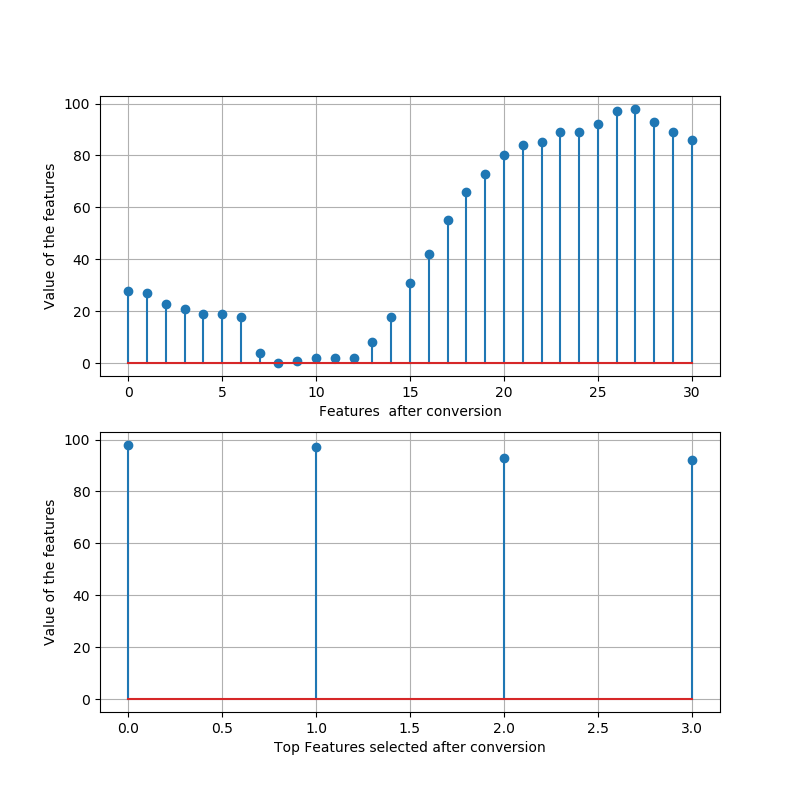 100
80
60
40
20
0
Value of the features
0 5 10 15 20 25 30
Features after conversion
100
80
60
40
20
0
Value of the features
0.0 0.5 1.0 1.5 2.0 2.5 3.0
Top Features selected after conversion